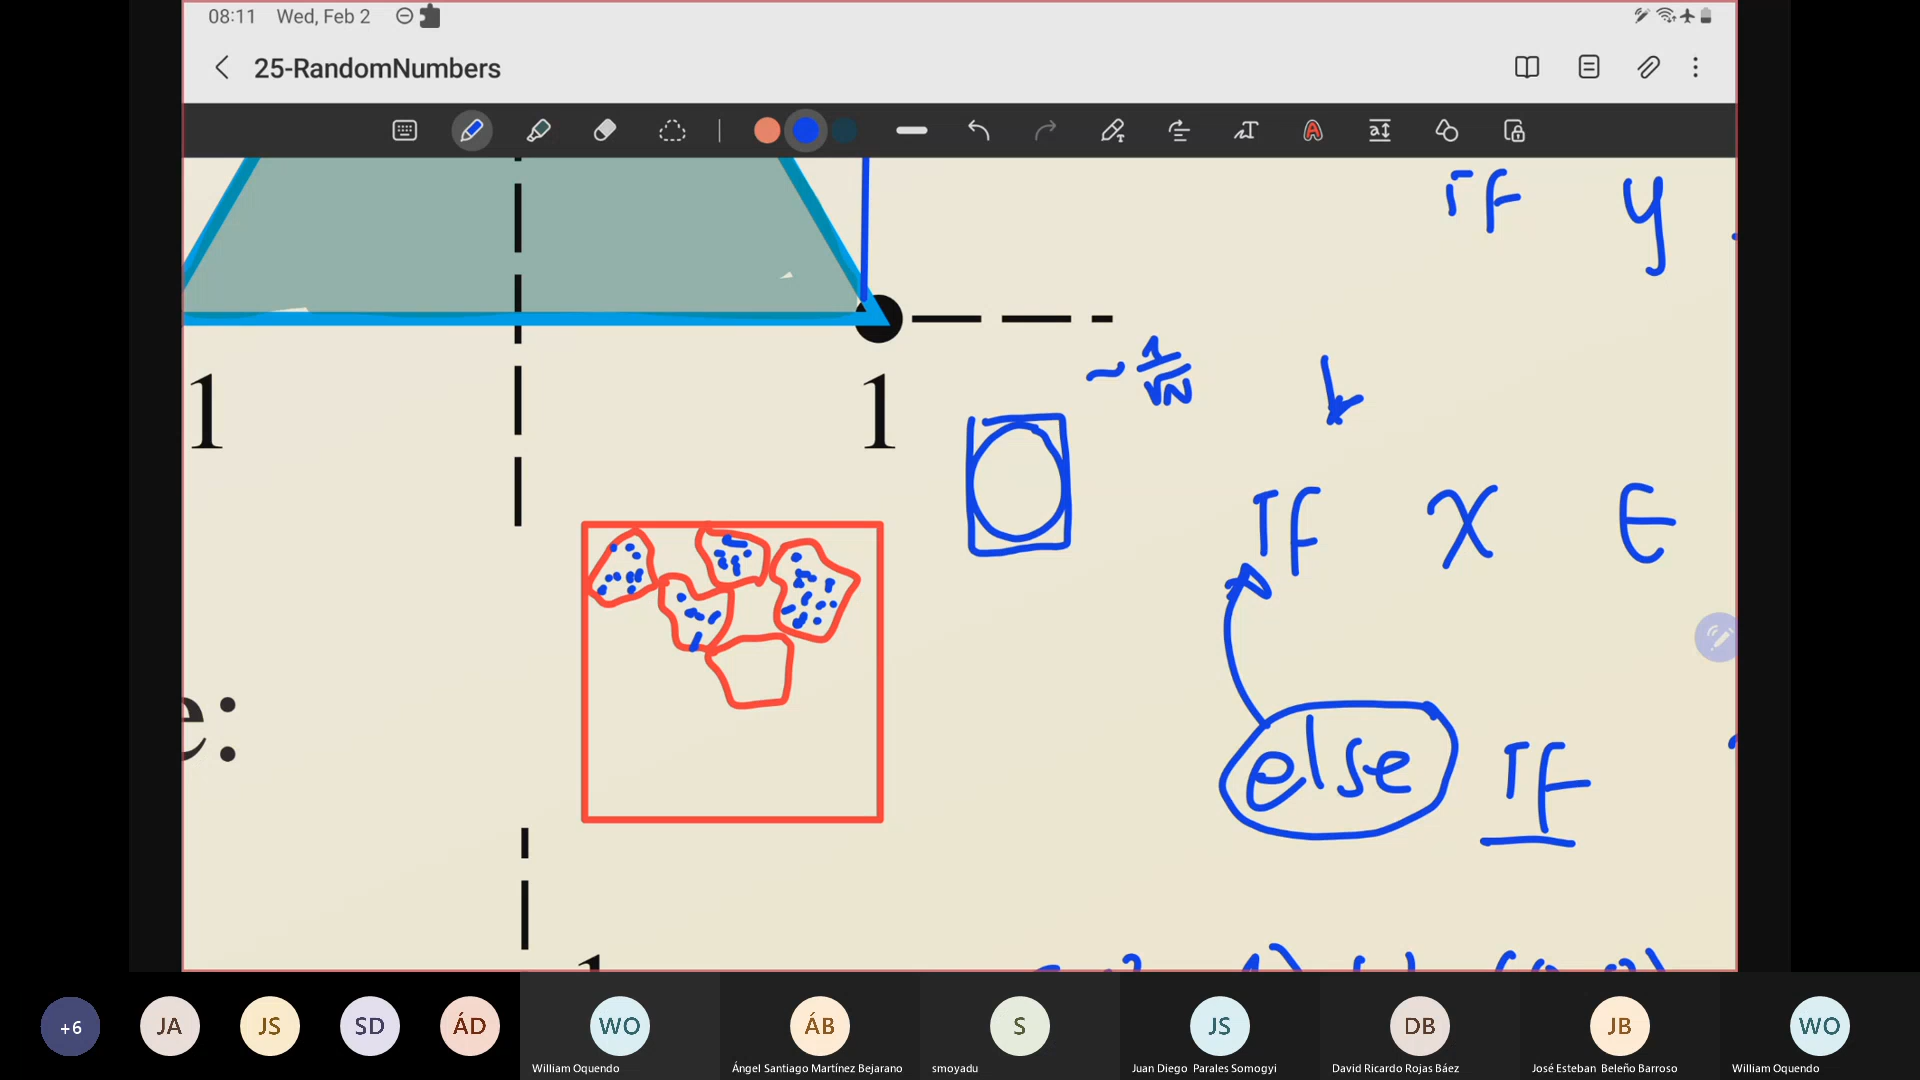 08:11 Wed, Feb 2
25-RandomNumbers
IF y
1 1
~ 1/√N
IF X E
e:
else IF
+6 JA JS SD ÁD WO ÁB S JS DB JB WO
William Oquendo Ángel Santiago Martínez Bejarano smoyadu Juan Diego Parales Somogyi David Ricardo Rojas Báez José Esteban Beleño Barroso William Oquendo